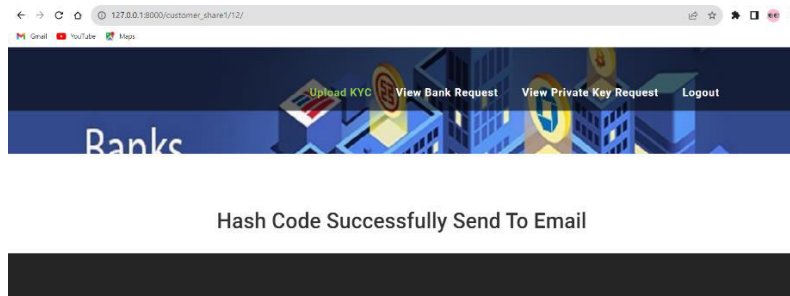 127.0.0.1:8000/customer_share1/12/
Gmail YouTube Maps
Upload KYC View Bank Request View Private Key Request Logout
Banks
Hash Code Successfully Send To Email